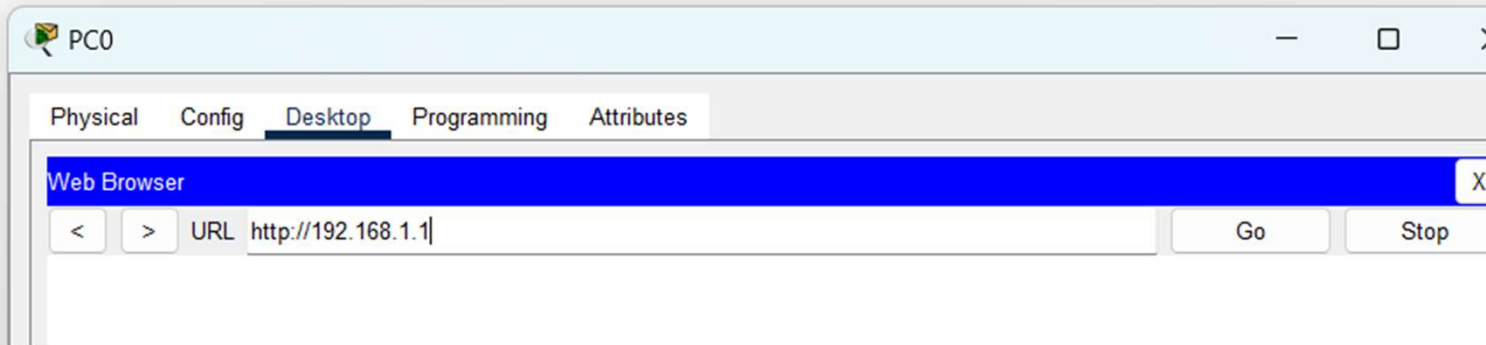 PC0
Physical Config Desktop Programming Attributes
Web Browser X
< > URL http://192.168.1.1 Go Stop